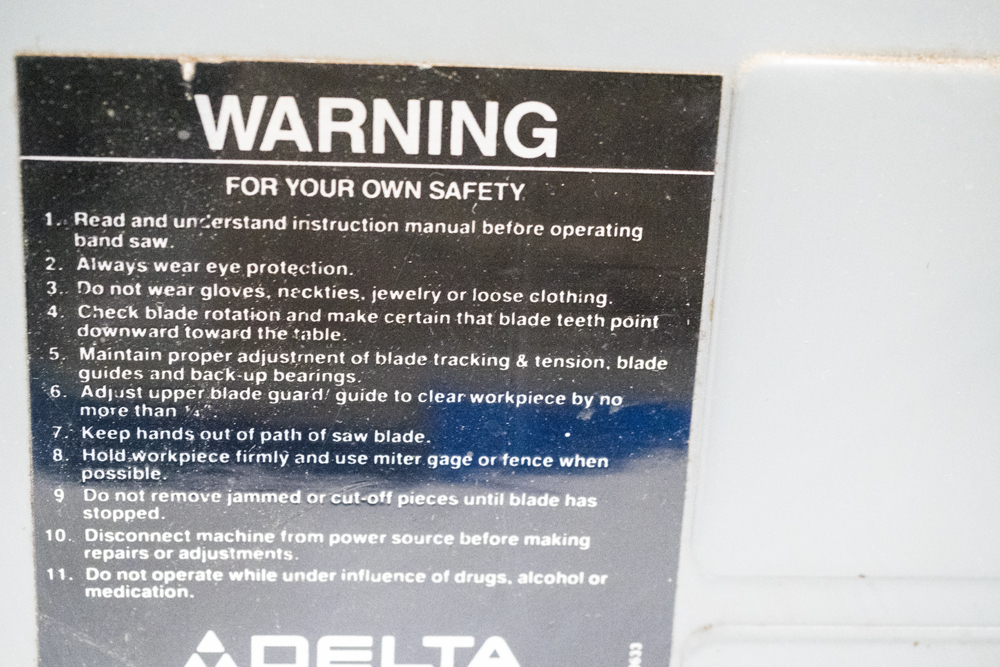 WARNING
FOR YOUR OWN SAFETY
1. Read and understand instruction manual before operating
band saw.
2. Always wear eye protection.
3. Do not wear gloves, neckties, jewelry or loose clothing.
4. Check blade rotation and make certain that blade teeth point
downward toward the table.
5. Maintain proper adjustment of blade tracking & tension, blade
guides and back-up bearings.
6. Adjust upper blade guard/ guide to clear workpiece by no
more than ¼".
7. Keep hands out of path of saw blade.
8. Hold workpiece firmly and use miter gage or fence when
possible.
9 Do not remove jammed or cut-off pieces until blade has
stopped.
10. Disconnect machine from power source before making
repairs or adjustments.
11. Do not operate while under influence of drugs, alcohol or
medication.
DELTA